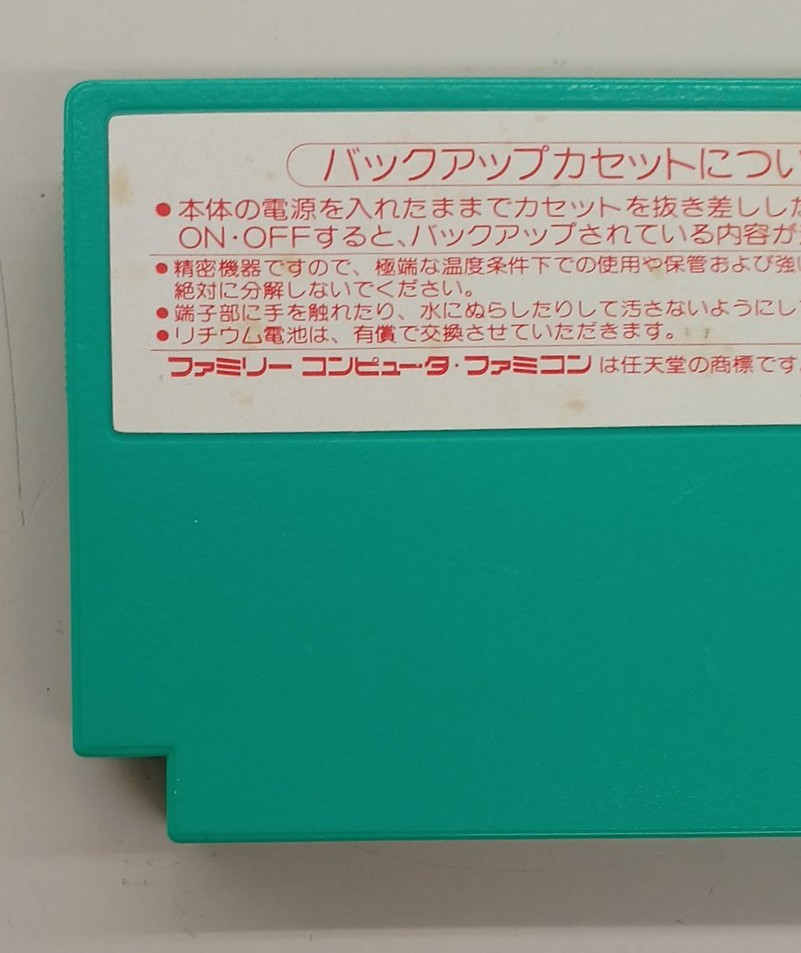 バックアップカセットについ
●本体の電源を入れたままでカセットを抜き差しした
ON・OFFすると、バックアップされている内容が
●精密機器ですので、極端な温度条件下での使用や保管および強い
絶対に分解しないでください。
●端子部に手を触れたり、水にぬらしたりして汚さないようにし
●リチウム電池は、有償で交換させていただきます。
ファミリー コンピュータ・ファミコン は任天堂の商標です。